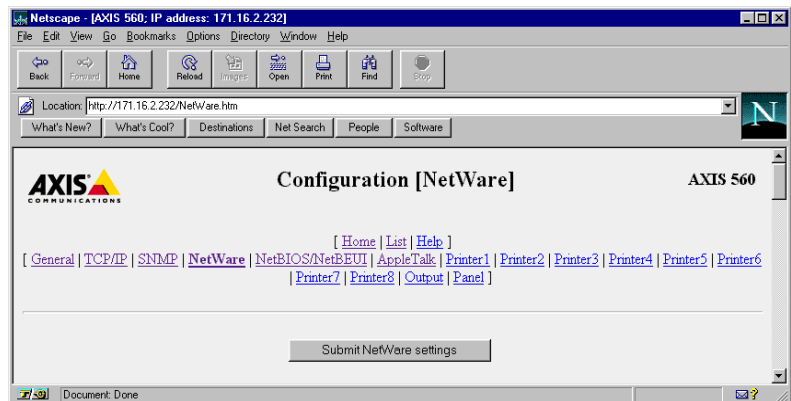 Netscape - [AXIS 560; IP address: 171.16.2.232]
File Edit View Go Bookmarks Options Directory Window Help
Back Forward Home Reload Images Open Print Find Stop
Location: http://171.16.2.232/NetWare.htm
N
What's New? What's Cool? Destinations Net Search People Software
AXIS COMMUNICATIONS
Configuration [NetWare]
AXIS 560
[ Home | List | Help ]
[ General | TCP/IP | SNMP | NetWare | NetBIOS/NetBEUI | AppleTalk | Printer1 | Printer2 | Printer3 | Printer4 | Printer5 | Printer6
| Printer7 | Printer8 | Output | Panel ]
Submit NetWare settings
Document: Done